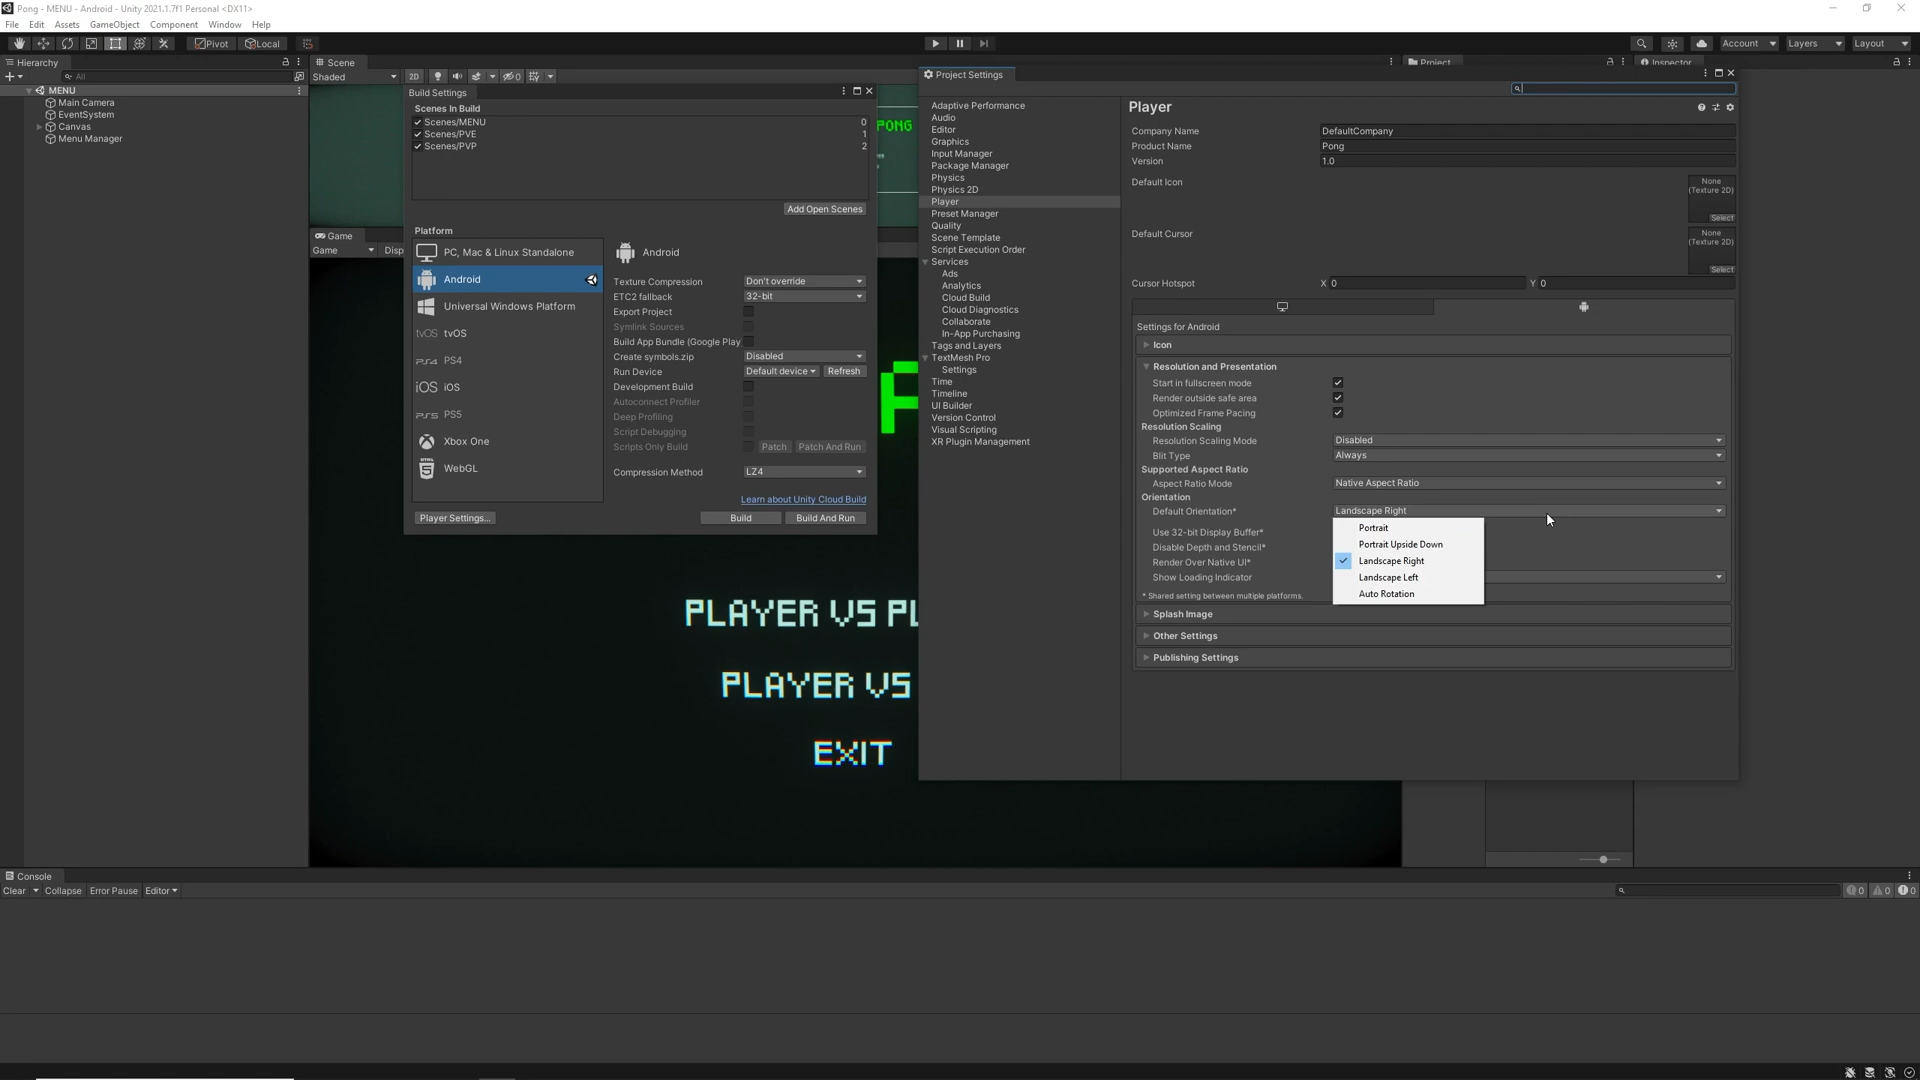 Pong - MENU - Android - Unity 2021.1.7f1 Personal <DX11>
File Edit Assets GameObject Component Window Help
Pivot Local Account Layers Layout
Hierarchy
All
MENU
Main Camera
EventSystem
Canvas
Menu Manager
Scene
Shaded 2D 0
Game
Game Disp
PONG
PLAYER VS PL
PLAYER VS
EXIT
Build Settings
Scenes In Build
Scenes/MENU 0
Scenes/PVE 1
Scenes/PVP 2
Add Open Scenes
Platform
PC, Mac & Linux Standalone
Android
Universal Windows Platform
tvOS tvOS
PS4 PS4
iOS iOS
PS5 PS5
Xbox One
HTML 5 WebGL
Player Settings...
Android
Texture Compression Don't override
ETC2 fallback 32-bit
Export Project
Symlink Sources
Build App Bundle (Google Play
Create symbols.zip Disabled
Run Device Default device Refresh
Development Build
Autoconnect Profiler
Deep Profiling
Script Debugging
Scripts Only Build Patch Patch And Run
Compression Method LZ4
Learn about Unity Cloud Build
Build Build And Run
Project
Inspector
Project Settings
Adaptive Performance
Audio
Editor
Graphics
Input Manager
Package Manager
Physics
Physics 2D
Player
Preset Manager
Quality
Scene Template
Script Execution Order
Services
Ads
Analytics
Cloud Build
Cloud Diagnostics
Collaborate
In-App Purchasing
Tags and Layers
TextMesh Pro
Settings
Time
Timeline
UI Builder
Version Control
Visual Scripting
XR Plugin Management
Player
Company Name DefaultCompany
Product Name Pong
Version 1.0
Default Icon None (Texture 2D) Select
Default Cursor None (Texture 2D) Select
Cursor Hotspot X 0 Y 0
Settings for Android
Icon
Resolution and Presentation
Start in fullscreen mode
Render outside safe area
Optimized Frame Pacing
Resolution Scaling
Resolution Scaling Mode Disabled
Blit Type Always
Supported Aspect Ratio
Aspect Ratio Mode Native Aspect Ratio
Orientation
Default Orientation* Landscape Right
Portrait
Portrait Upside Down
Landscape Right
Landscape Left
Auto Rotation
Use 32-bit Display Buffer*
Disable Depth and Stencil*
Render Over Native UI*
Show Loading Indicator
* Shared setting between multiple platforms.
Splash Image
Other Settings
Publishing Settings
Console
Clear Collapse Error Pause Editor 0 0 0